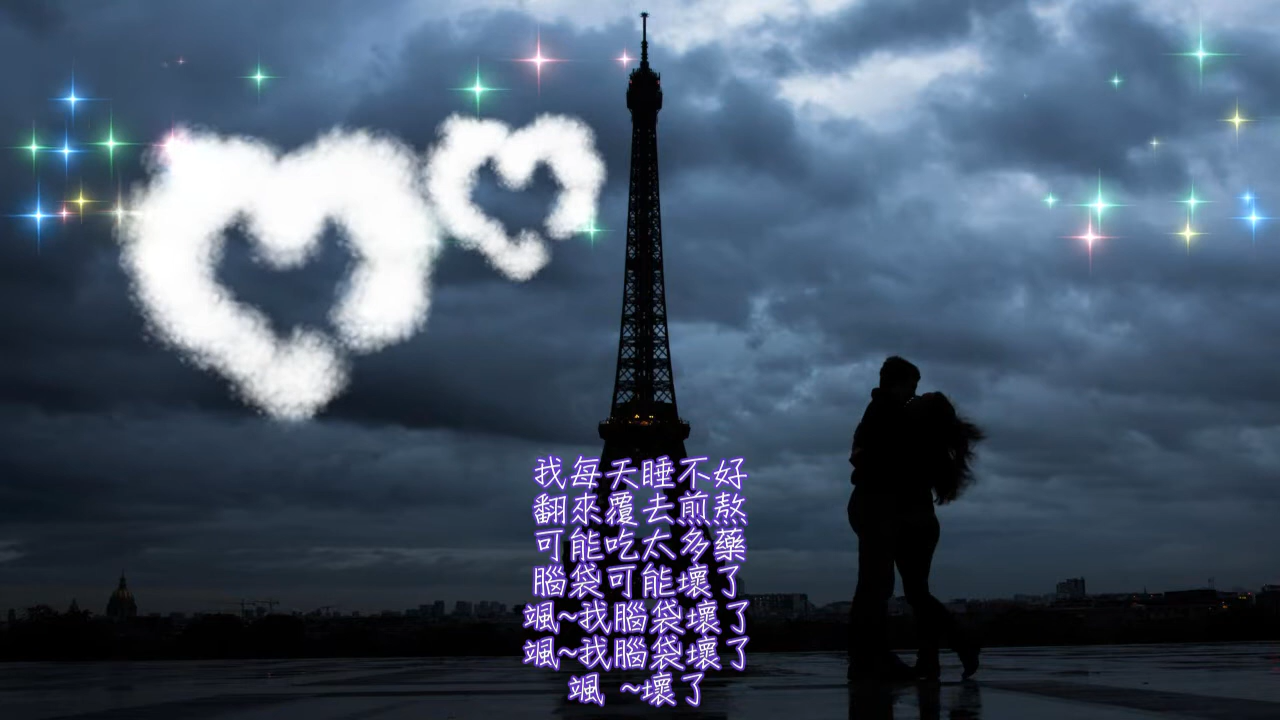 我每天睡不好
翻來覆去煎熬
可能吃太多藥
腦袋可能壞了
颯~我腦袋壞了
颯~我腦袋壞了
颯 ~壞了